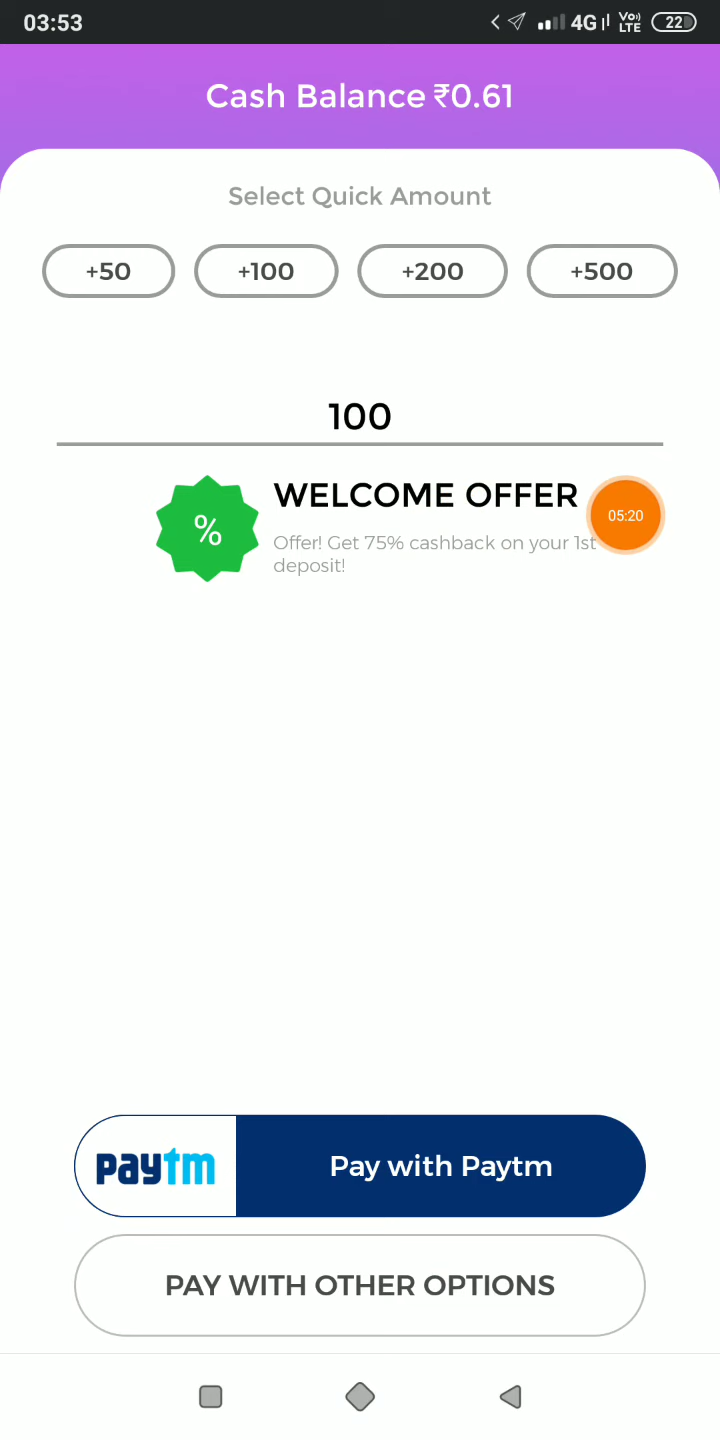 03:53
4G
Vo))
LTE
22
Cash Balance ₹0.61
Select Quick Amount
+50 +100 +200 +500
100
%
WELCOME OFFER
05:20
Offer! Get 75% cashback on your 1st
deposit!
paytm
Pay with Paytm
PAY WITH OTHER OPTIONS